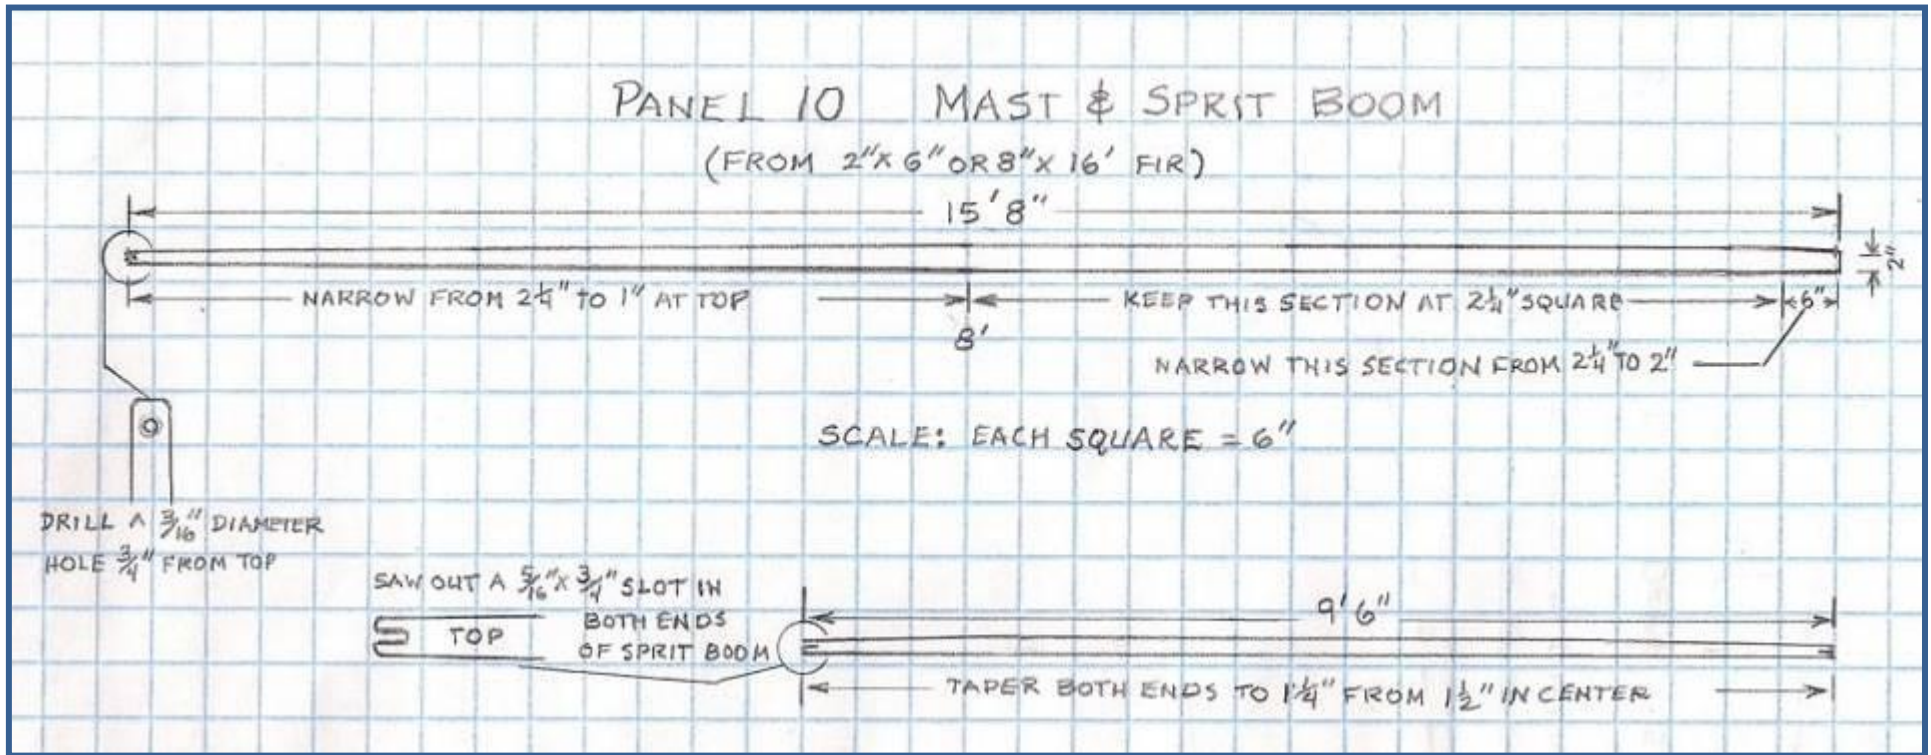 PANEL 10 MAST & SPRIT BOOM
(FROM 2"X 6" OR 8" X 16' FIR)
15'8"
2"
NARROW FROM 2¼" TO 1" AT TOP
KEEP THIS SECTION AT 2¼" SQUARE
6"
8'
NARROW THIS SECTION FROM 2¼" TO 2"
SCALE: EACH SQUARE = 6"
DRILL A 3/16" DIAMETER
HOLE ¾" FROM TOP
SAW OUT A 5/16" X ¾" SLOT IN
BOTH ENDS
OF SPRIT BOOM
TOP
9'6"
TAPER BOTH ENDS TO 1¼" FROM 1½" IN CENTER